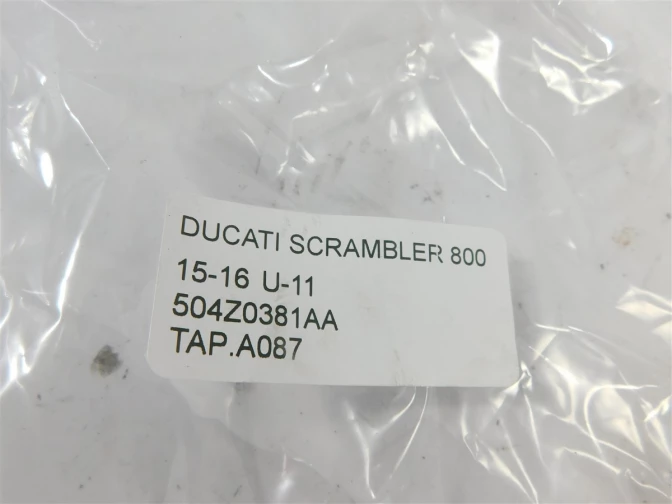 DUCATI SCRAMBLER 800
15-16 U-11
504Z0381AA
TAP.A087